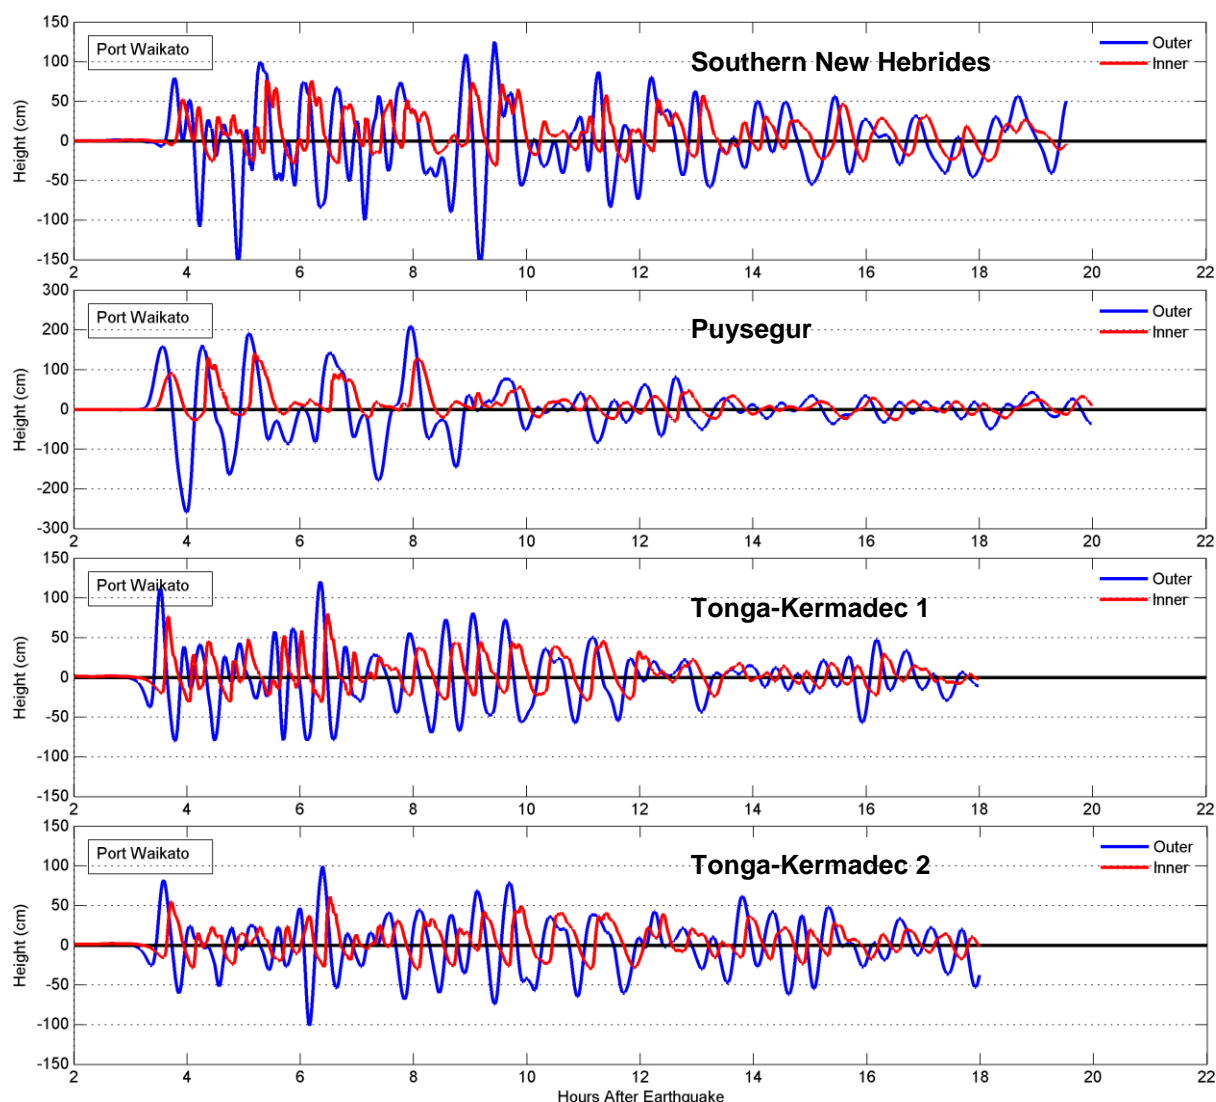 150
100
50
0
-50
-100
-150
Height (cm)
Port Waikato
Southern New Hebrides
Outer
Inner
2 4 6 8 10 12 14 16 18 20 22
300
200
100
0
-100
-200
-300
Height (cm)
Port Waikato
Puysegur
Outer
Inner
2 4 6 8 10 12 14 16 18 20 22
150
100
50
0
-50
-100
-150
Height (cm)
Port Waikato
Tonga-Kermadec 1
Outer
Inner
2 4 6 8 10 12 14 16 18 20 22
150
100
50
0
-50
-100
-150
Height (cm)
Port Waikato
Tonga-Kermadec 2
Outer
Inner
2 4 6 8 10 12 14 16 18 20 22
Hours After Earthquake